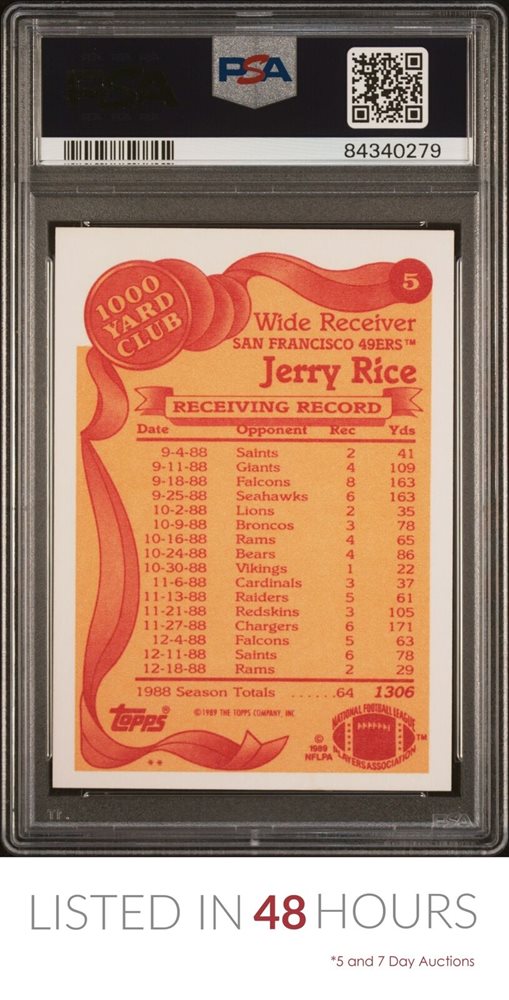 PSA
84340279
1000
YARD
CLUB
5
Wide Receiver
SAN FRANCISCO 49ERS™
Jerry Rice
RECEIVING RECORD
Date Opponent Rec Yds
9-4-88 Saints 2 41
9-11-88 Giants 4 109
9-18-88 Falcons 8 163
9-25-88 Seahawks 6 163
10-2-88 Lions 2 35
10-9-88 Broncos 3 78
10-16-88 Rams 4 65
10-24-88 Bears 4 86
10-30-88 Vikings 1 22
11-6-88 Cardinals 3 37
11-13-88 Raiders 5 61
11-21-88 Redskins 3 105
11-27-88 Chargers 6 171
12-4-88 Falcons 5 63
12-11-88 Saints 6 78
12-18-88 Rams 2 29
1988 Season Totals ......64 1306
TOPPS®
©1989 THE TOPPS COMPANY, INC
**
©
1989
NFLPA
NATIONAL FOOTBALL LEAGUE
PLAYERS ASSOCIATION
™
PSA
LISTED IN 48 HOURS
*5 and 7 Day Auctions